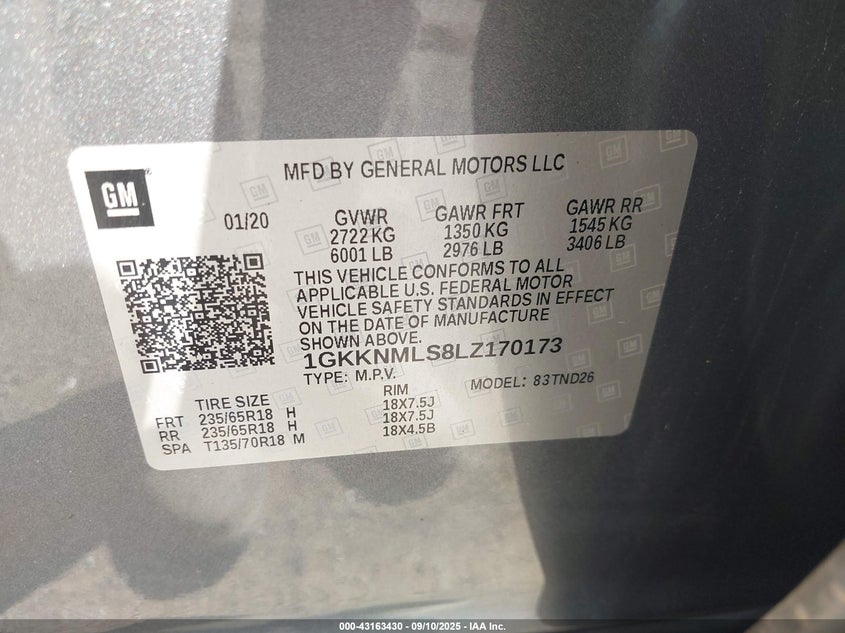 GM
MFD BY GENERAL MOTORS LLC
01/20
GVWR GAWR FRT GAWR RR
2722 KG 1350 KG 1545 KG
6001 LB 2976 LB 3406 LB
THIS VEHICLE CONFORMS TO ALL
APPLICABLE U.S. FEDERAL MOTOR
VEHICLE SAFETY STANDARDS IN EFFECT
ON THE DATE OF MANUFACTURE
SHOWN ABOVE.
1GKKNMLS8LZ170173
TYPE: M.P.V. MODEL: 83TND26
TIRE SIZE RIM
FRT 235/65R18 H 18X7.5J
RR 235/65R18 H 18X7.5J
SPA T135/70R18 M 18X4.5B
000-43163430 - 09/10/2025 - IAA Inc.